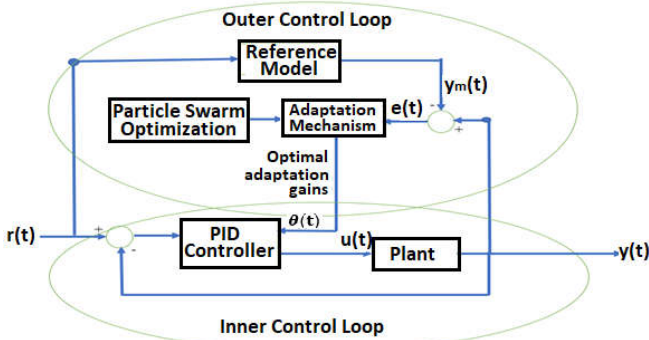 Outer Control Loop
Reference
Model
ym(t)
-
Particle Swarm
Optimization
Adaptation
Mechanism
e(t)
+
Optimal
adaptation
gains
θ(t)
r(t)
+
-
PID
Controller
u(t)
Plant
y(t)
Inner Control Loop